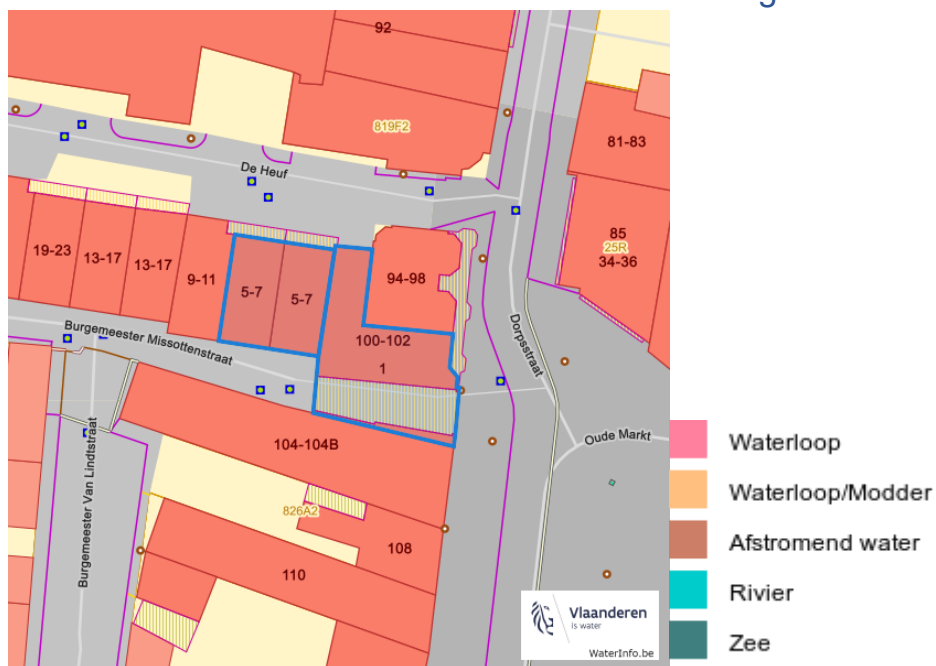 92
819F2
81-83
De Heuf
85
25R
34-36
19-23
13-17
13-17
9-11
5-7
5-7
94-98
100-102
1
Burgemeester Missottenstraat
Dorpsstraat
Oude Markt
104-104B
Burgemeester Van Lindtstraat
826A2
108
110
Vlaanderen
is water
WaterInfo.be
Waterloop
Waterloop/Modder
Afstromend water
Rivier
Zee